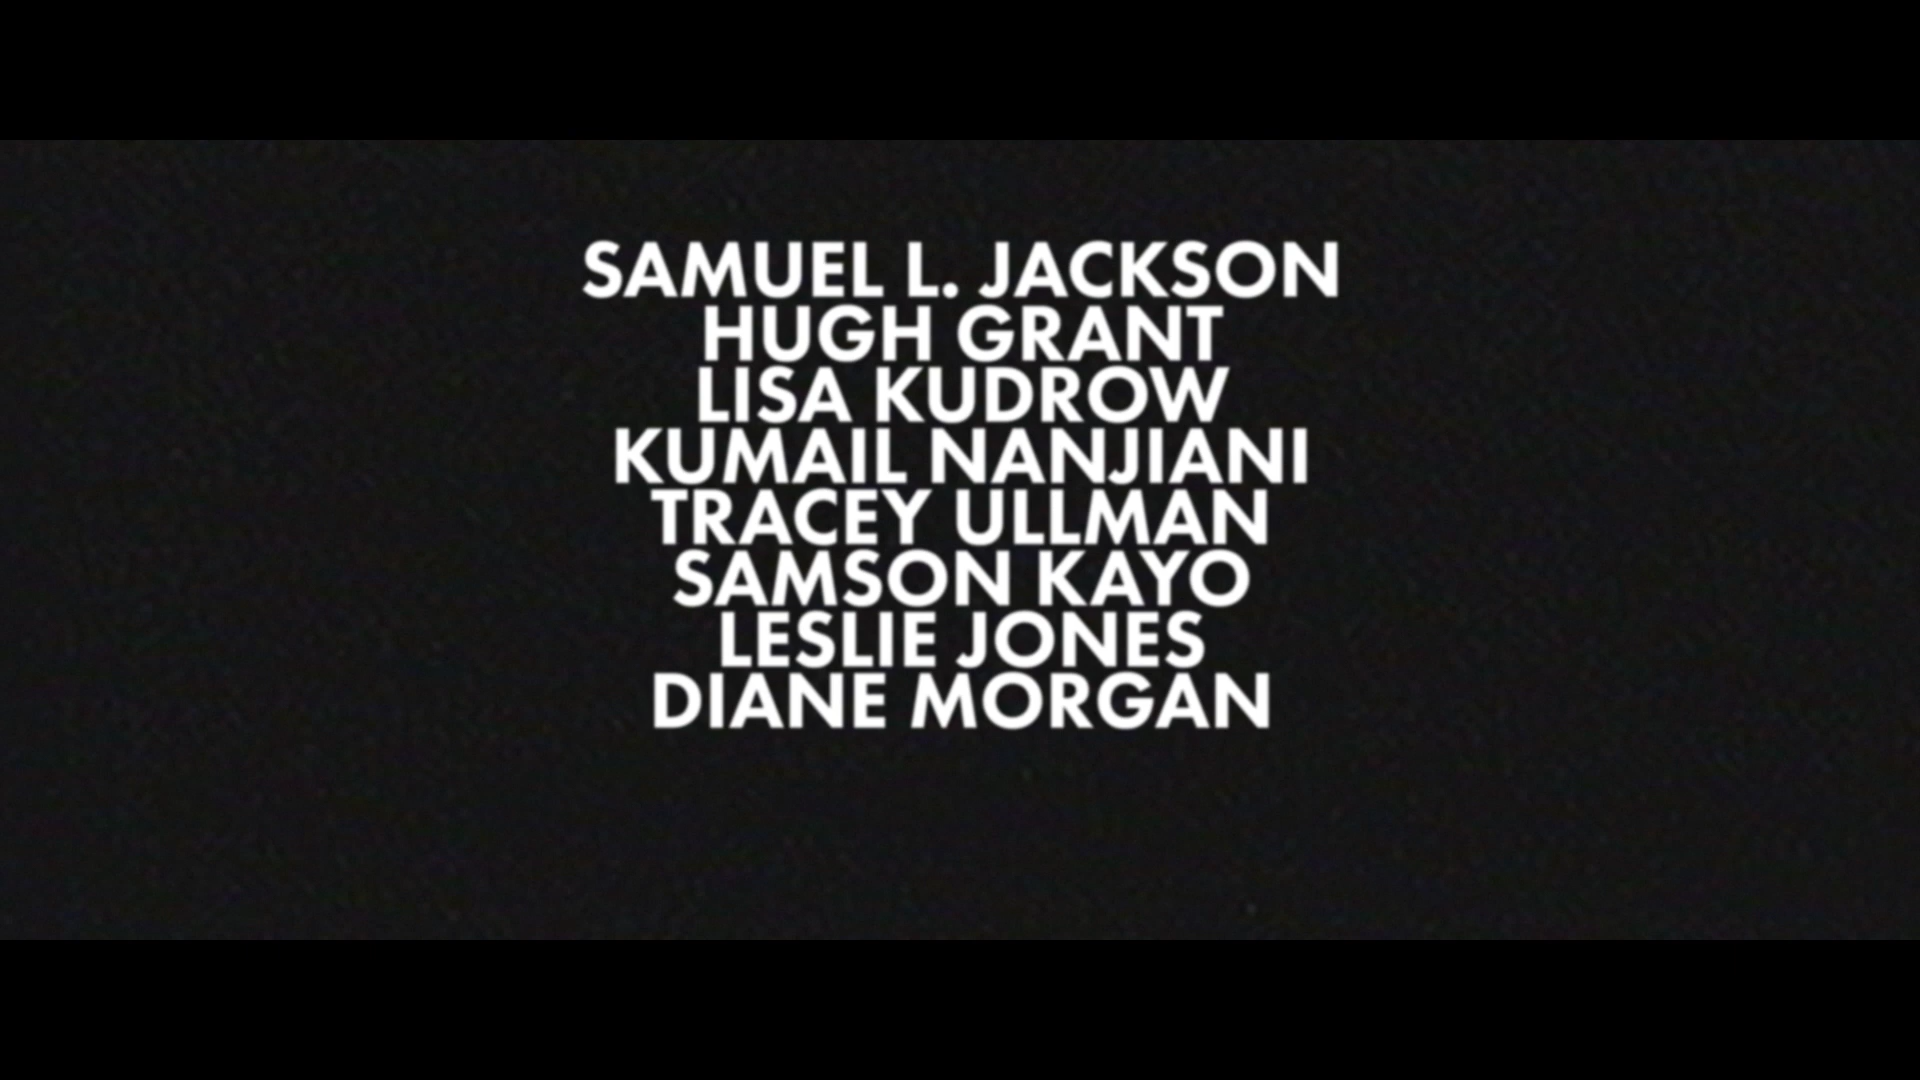 SAMUEL L. JACKSON
HUGH GRANT
LISA KUDROW
KUMAIL NANJIANI
TRACEY ULLMAN
SAMSON KAYO
LESLIE JONES
DIANE MORGAN